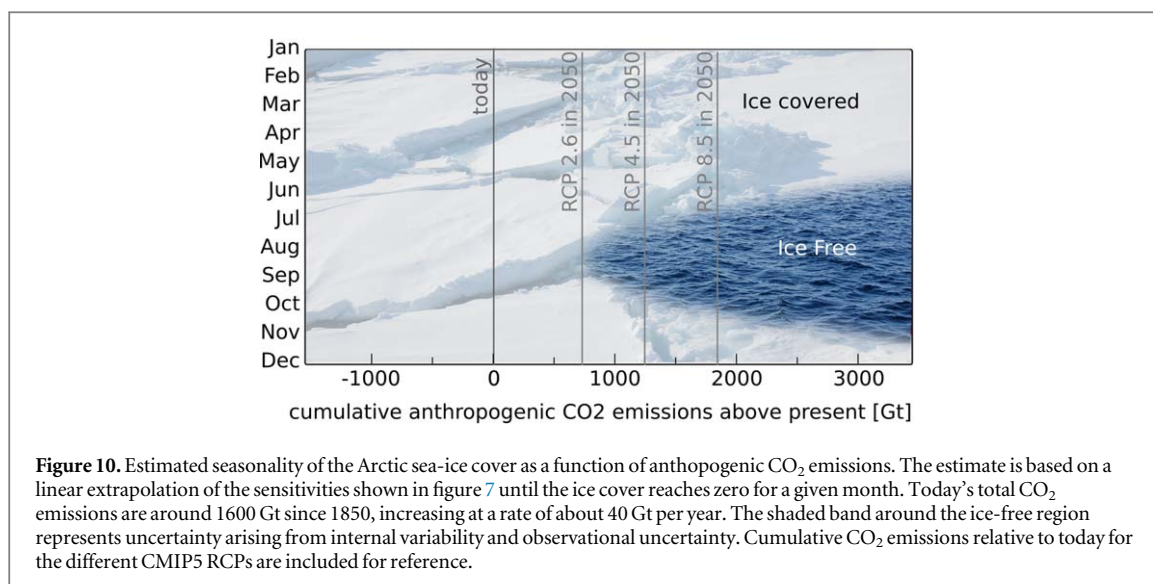 Jan
Feb
Mar
Apr
May
Jun
Jul
Aug
Sep
Oct
Nov
Dec
today
RCP 2.6 in 2050
RCP 4.5 in 2050
RCP 8.5 in 2050
Ice covered
Ice Free
-1000 0 1000 2000 3000
cumulative anthropogenic CO2 emissions above present [Gt]
Figure 10. Estimated seasonality of the Arctic sea-ice cover as a function of anthopogenic CO₂ emissions. The estimate is based on a
linear extrapolation of the sensitivities shown in figure 7 until the ice cover reaches zero for a given month. Today's total CO₂
emissions are around 1600 Gt since 1850, increasing at a rate of about 40 Gt per year. The shaded band around the ice-free region
represents uncertainty arising from internal variability and observational uncertainty. Cumulative CO₂ emissions relative to today for
the different CMIP5 RCPs are included for reference.